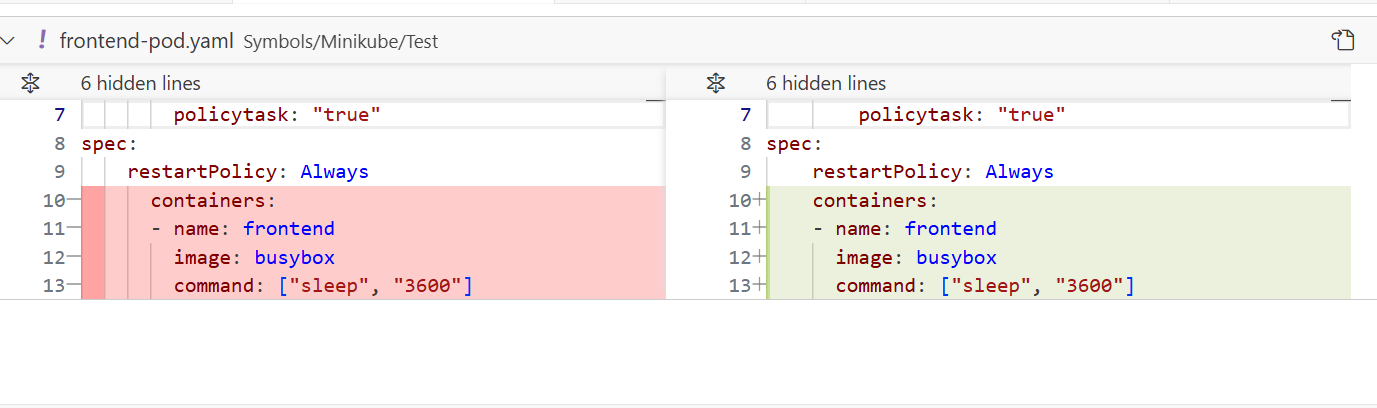 ! frontend-pod.yaml Symbols/Minikube/Test
6 hidden lines
7 policytask: "true"
8 spec:
9 restartPolicy: Always
10— containers:
11— - name: frontend
12— image: busybox
13— command: ["sleep", "3600"]
6 hidden lines
7 policytask: "true"
8 spec:
9 restartPolicy: Always
10+ containers:
11+ - name: frontend
12+ image: busybox
13+ command: ["sleep", "3600"]